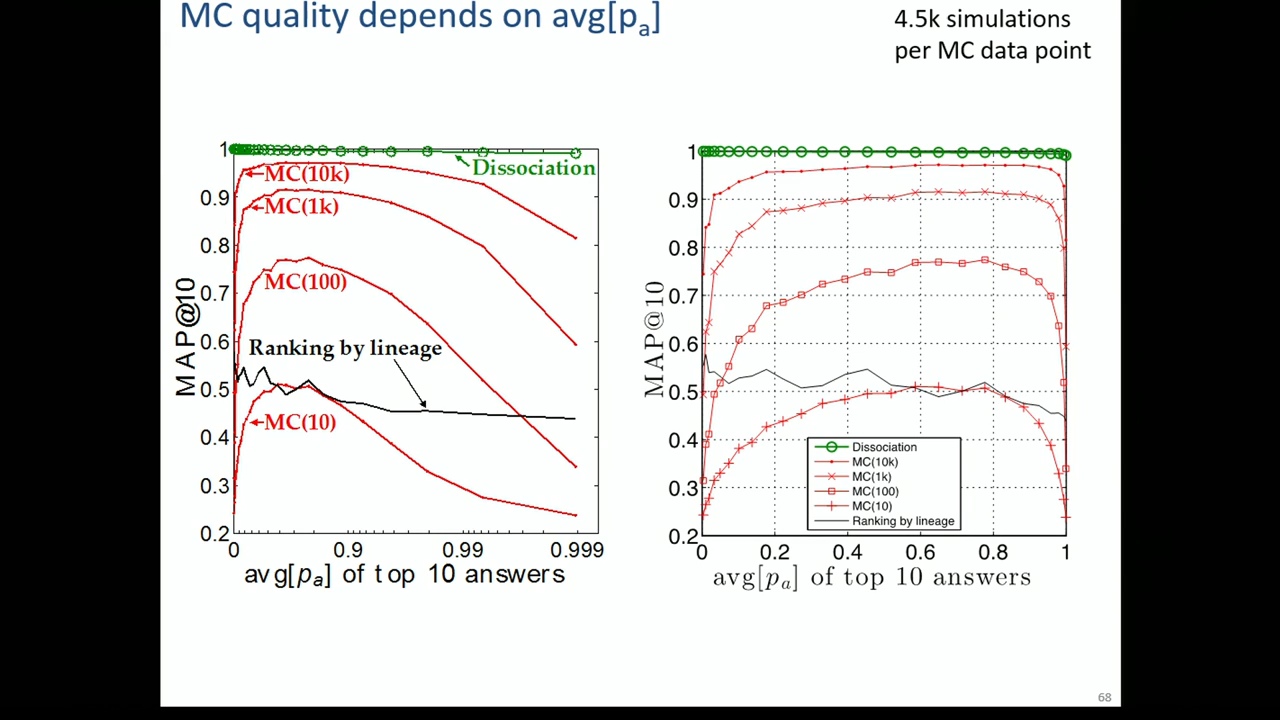 MC quality depends on avg[pa]
4.5k simulations
per MC data point
1
0.9
0.8
0.7
0.6
0.5
0.4
0.3
0.2
MAP@10
Dissociation
MC(10k)
MC(1k)
MC(100)
Ranking by lineage
MC(10)
0 0.9 0.99 0.999
avg[pa] of top 10 answers
1
0.9
0.8
0.7
0.6
0.5
0.4
0.3
0.2
MAP@10
Dissociation
MC(10k)
MC(1k)
MC(100)
MC(10)
Ranking by lineage
0 0.2 0.4 0.6 0.8 1
avg[pa] of top 10 answers
68